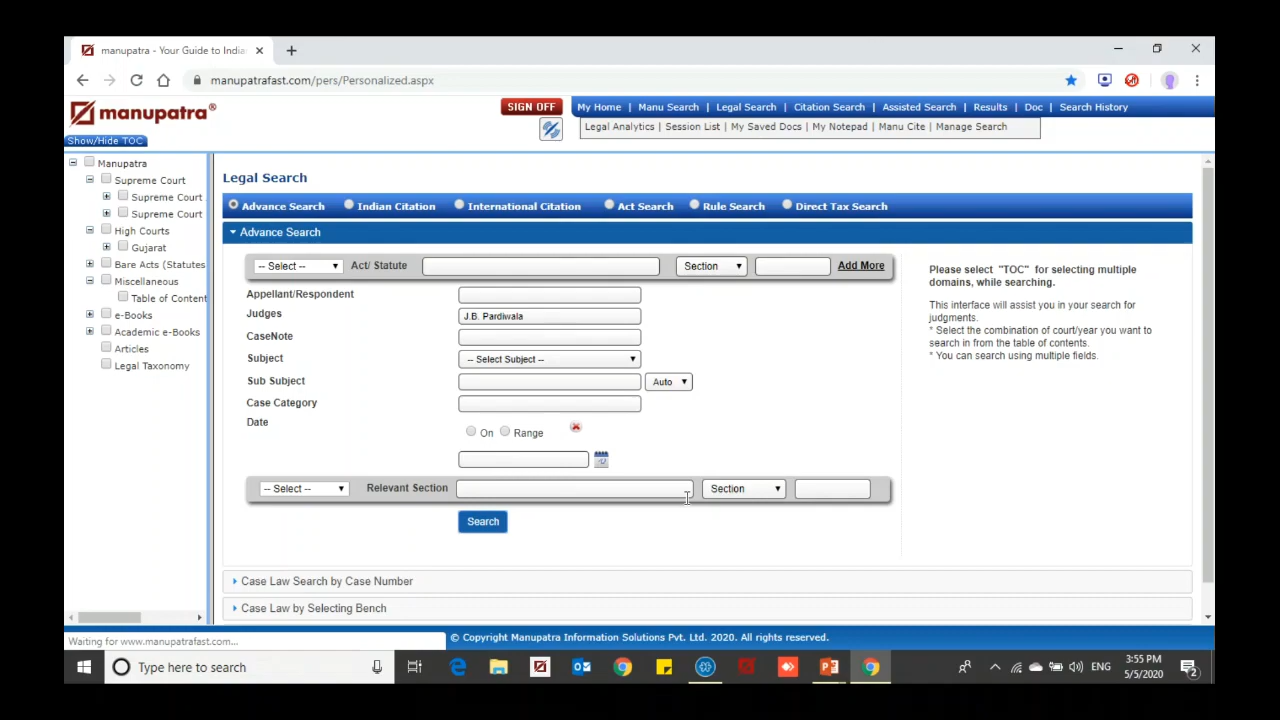 manupatra - Your Guide to India
manupatrafast.com/pers/Personalized.aspx
manupatra®
SIGN OFF
My Home | Manu Search | Legal Search | Citation Search | Assisted Search | Results | Doc | Search History
Legal Analytics | Session List | My Saved Docs | My Notepad | Manu Cite | Manage Search
Show/Hide TOC
Manupatra
Supreme Court
Supreme Court
Supreme Court
High Courts
Gujarat
Bare Acts (Statutes
Miscellaneous
Table of Content
e-Books
Academic e-Books
Articles
Legal Taxonomy
Legal Search
Advance Search Indian Citation International Citation Act Search Rule Search Direct Tax Search
Advance Search
-- Select -- Act/ Statute Section Add More
Appellant/Respondent
Judges J.B. Pardiwala
CaseNote
Subject -- Select Subject --
Sub Subject Auto
Case Category
Date
On Range
-- Select -- Relevant Section Section
Search
Please select "TOC" for selecting multiple
domains, while searching.
This interface will assist you in your search for
judgments.
* Select the combination of court/year you want to
search in from the table of contents.
* You can search using multiple fields.
Case Law Search by Case Number
Case Law by Selecting Bench
Waiting for www.manupatrafast.com...
© Copyright Manupatra Information Solutions Pvt. Ltd. 2020. All rights reserved.
Type here to search
ENG
3:55 PM
5/5/2020
2